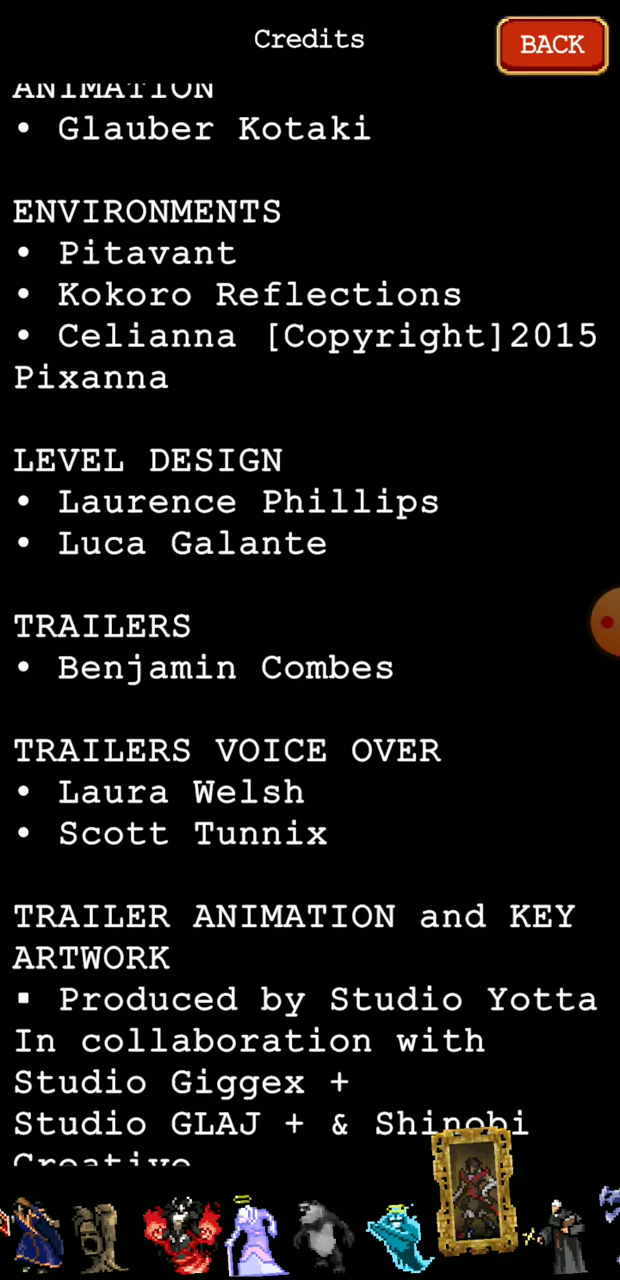 Credits
BACK
ANIMATION
• Glauber Kotaki
ENVIRONMENTS
• Pitavant
• Kokoro Reflections
• Celianna [Copyright]2015
Pixanna
LEVEL DESIGN
• Laurence Phillips
• Luca Galante
TRAILERS
• Benjamin Combes
TRAILERS VOICE OVER
• Laura Welsh
• Scott Tunnix
TRAILER ANIMATION and KEY
ARTWORK
▪ Produced by Studio Yotta
In collaboration with
Studio Giggex +
Studio GLAJ + & Shinobi
Creative